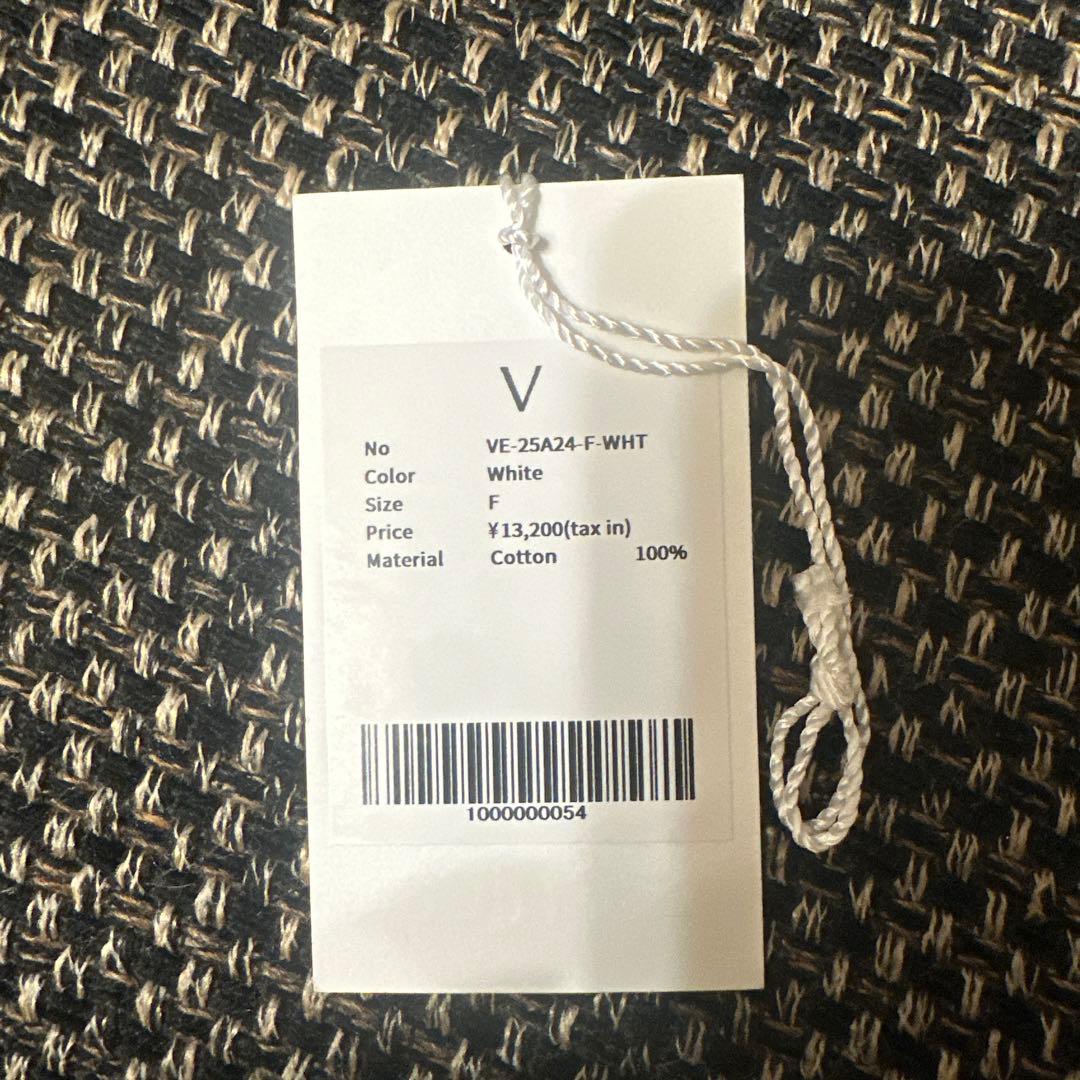 V
No VE-25A24-F-WHT
Color White
Size F
Price ¥13,200(tax in)
Material Cotton 100%
1000000054